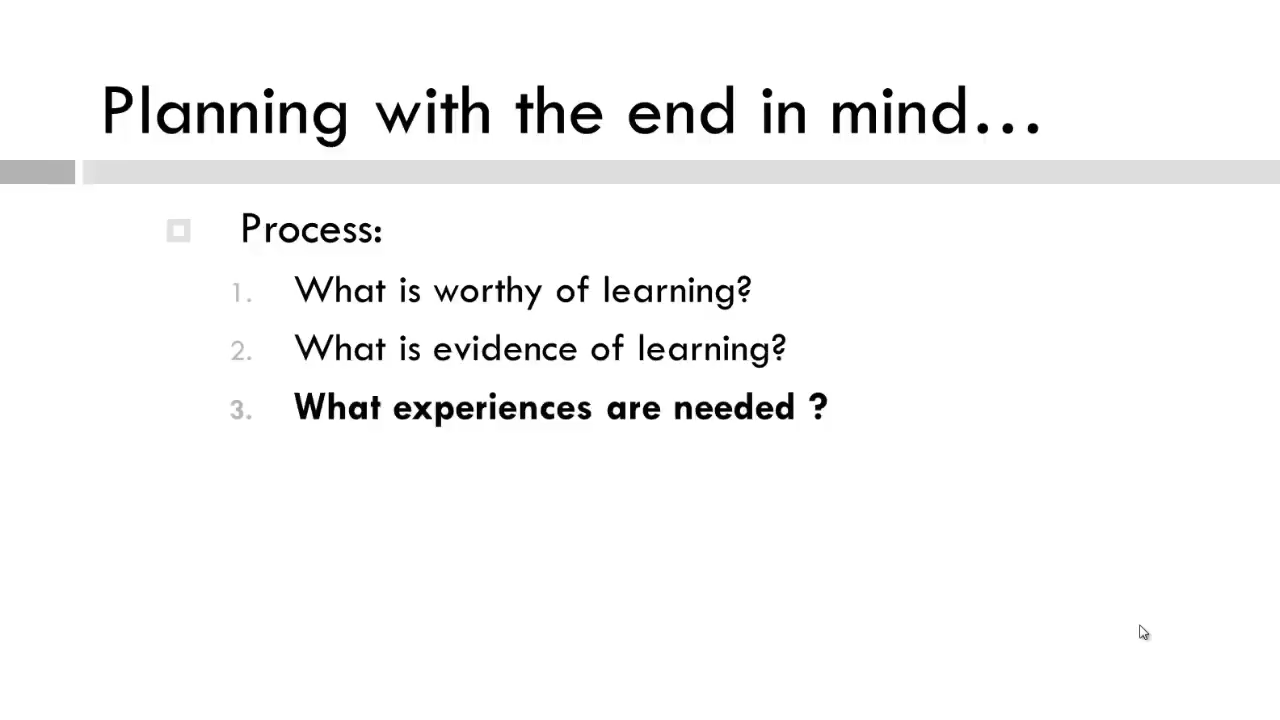 Planning with the end in mind...
Process:
1. What is worthy of learning?
2. What is evidence of learning?
3. What experiences are needed ?